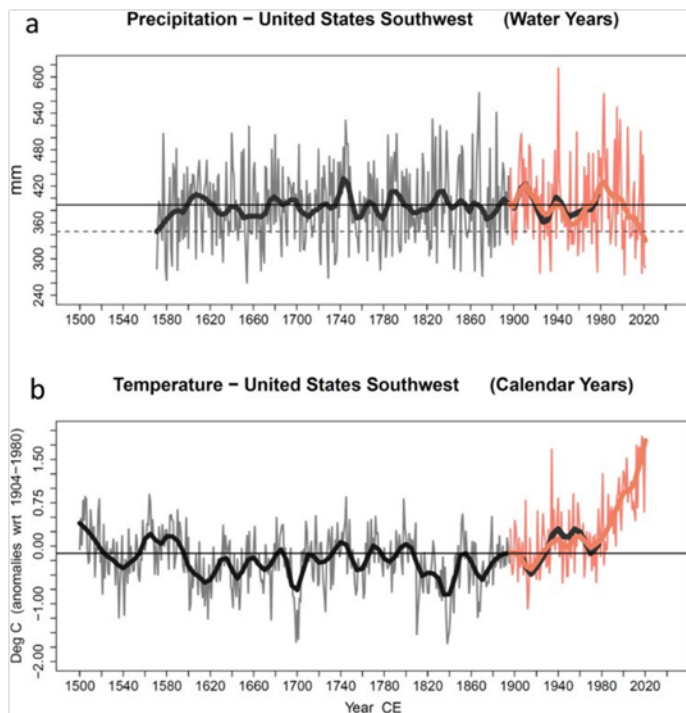 a
Precipitation – United States Southwest (Water Years)
mm
600
540
480
420
360
300
240
1500 1540 1580 1620 1660 1700 1740 1780 1820 1860 1900 1940 1980 2020
b
Temperature – United States Southwest (Calendar Years)
Deg C (anomalies wrt 1904–1980)
1.50
0.75
0.00
−1.00
−2.00
1500 1540 1580 1620 1660 1700 1740 1780 1820 1860 1900 1940 1980 2020
Year CE